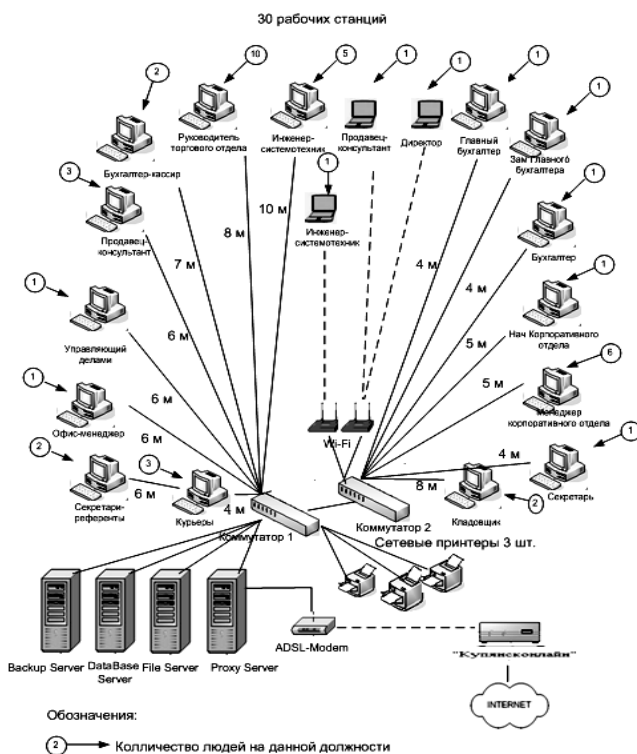 30 рабочих станций
10
5
1
1
1
2
1
Руководитель
торгового отдела
Инженер-
системотехник
Продавец-
консультант
Директор
Главный
бухгалтер
Зам Главного
бухгалтера
Бухгалтер-кассир
3
1
1
Продавец-
консультант
10 м
8 м
7 м
Инженер-
системотехник
4 м
Бухгалтер
1
1
4 м
Нач Корпоративного
отдела
Управляющий
делами
6 м
5 м
6
1
6 м
5 м
Менеджер
корпоративного отдела
Офис-менеджер
Wi-Fi
1
2
6 м
3
4 м
6 м
4 м
8 м
Секретари-
референты
Курьеры
Кладовщик
2
Секретарь
Коммутатор 1
Коммутатор 2
Сетевые принтеры 3 шт.
Backup Server
DataBase
Server
File Server
Proxy Server
ADSL-Modem
"Купянсконлайн"
INTERNET
Обозначения:
2
Колличество людей на данной должности